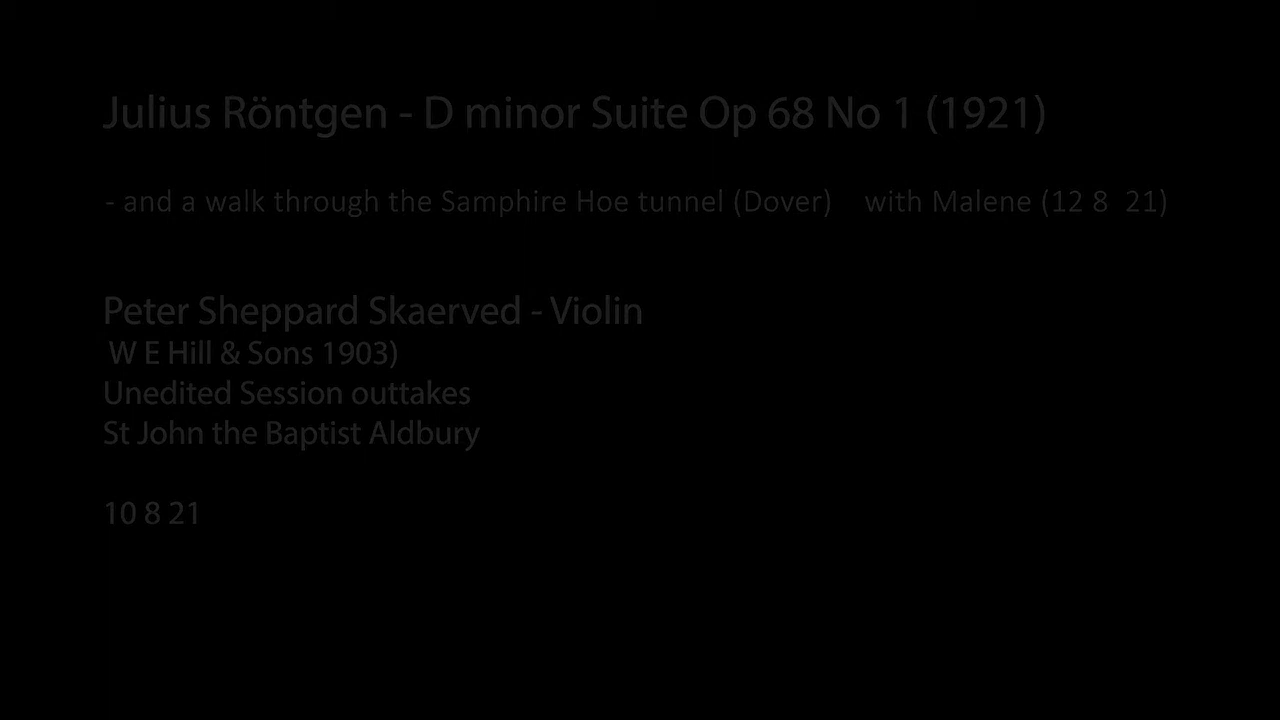 Julius Röntgen - D minor Suite Op 68 No 1 (1921)
- and a walk through the Samphire Hoe tunnel (Dover) with Malene (12 8 21)
Peter Sheppard Skaerved - Violin
W E Hill & Sons 1903)
Unedited Session outtakes
St John the Baptist Aldbury
10 8 21